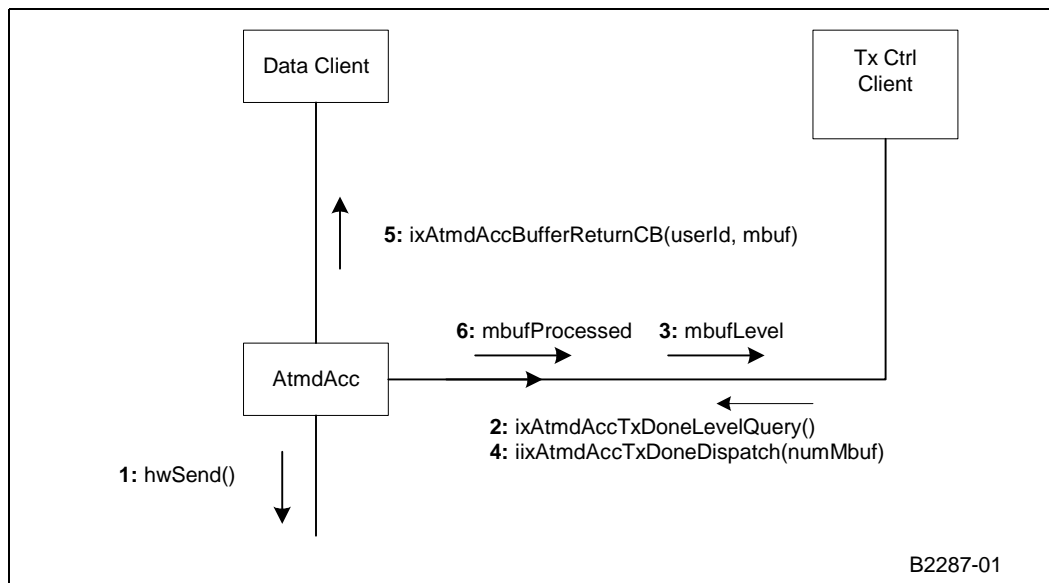 Data Client
Tx Ctrl
Client
5: ixAtmdAccBufferReturnCB(userId, mbuf)
6: mbufProcessed
3: mbufLevel
AtmdAcc
2: ixAtmdAccTxDoneLevelQuery()
4: iixAtmdAccTxDoneDispatch(numMbuf)
1: hwSend()
B2287-01